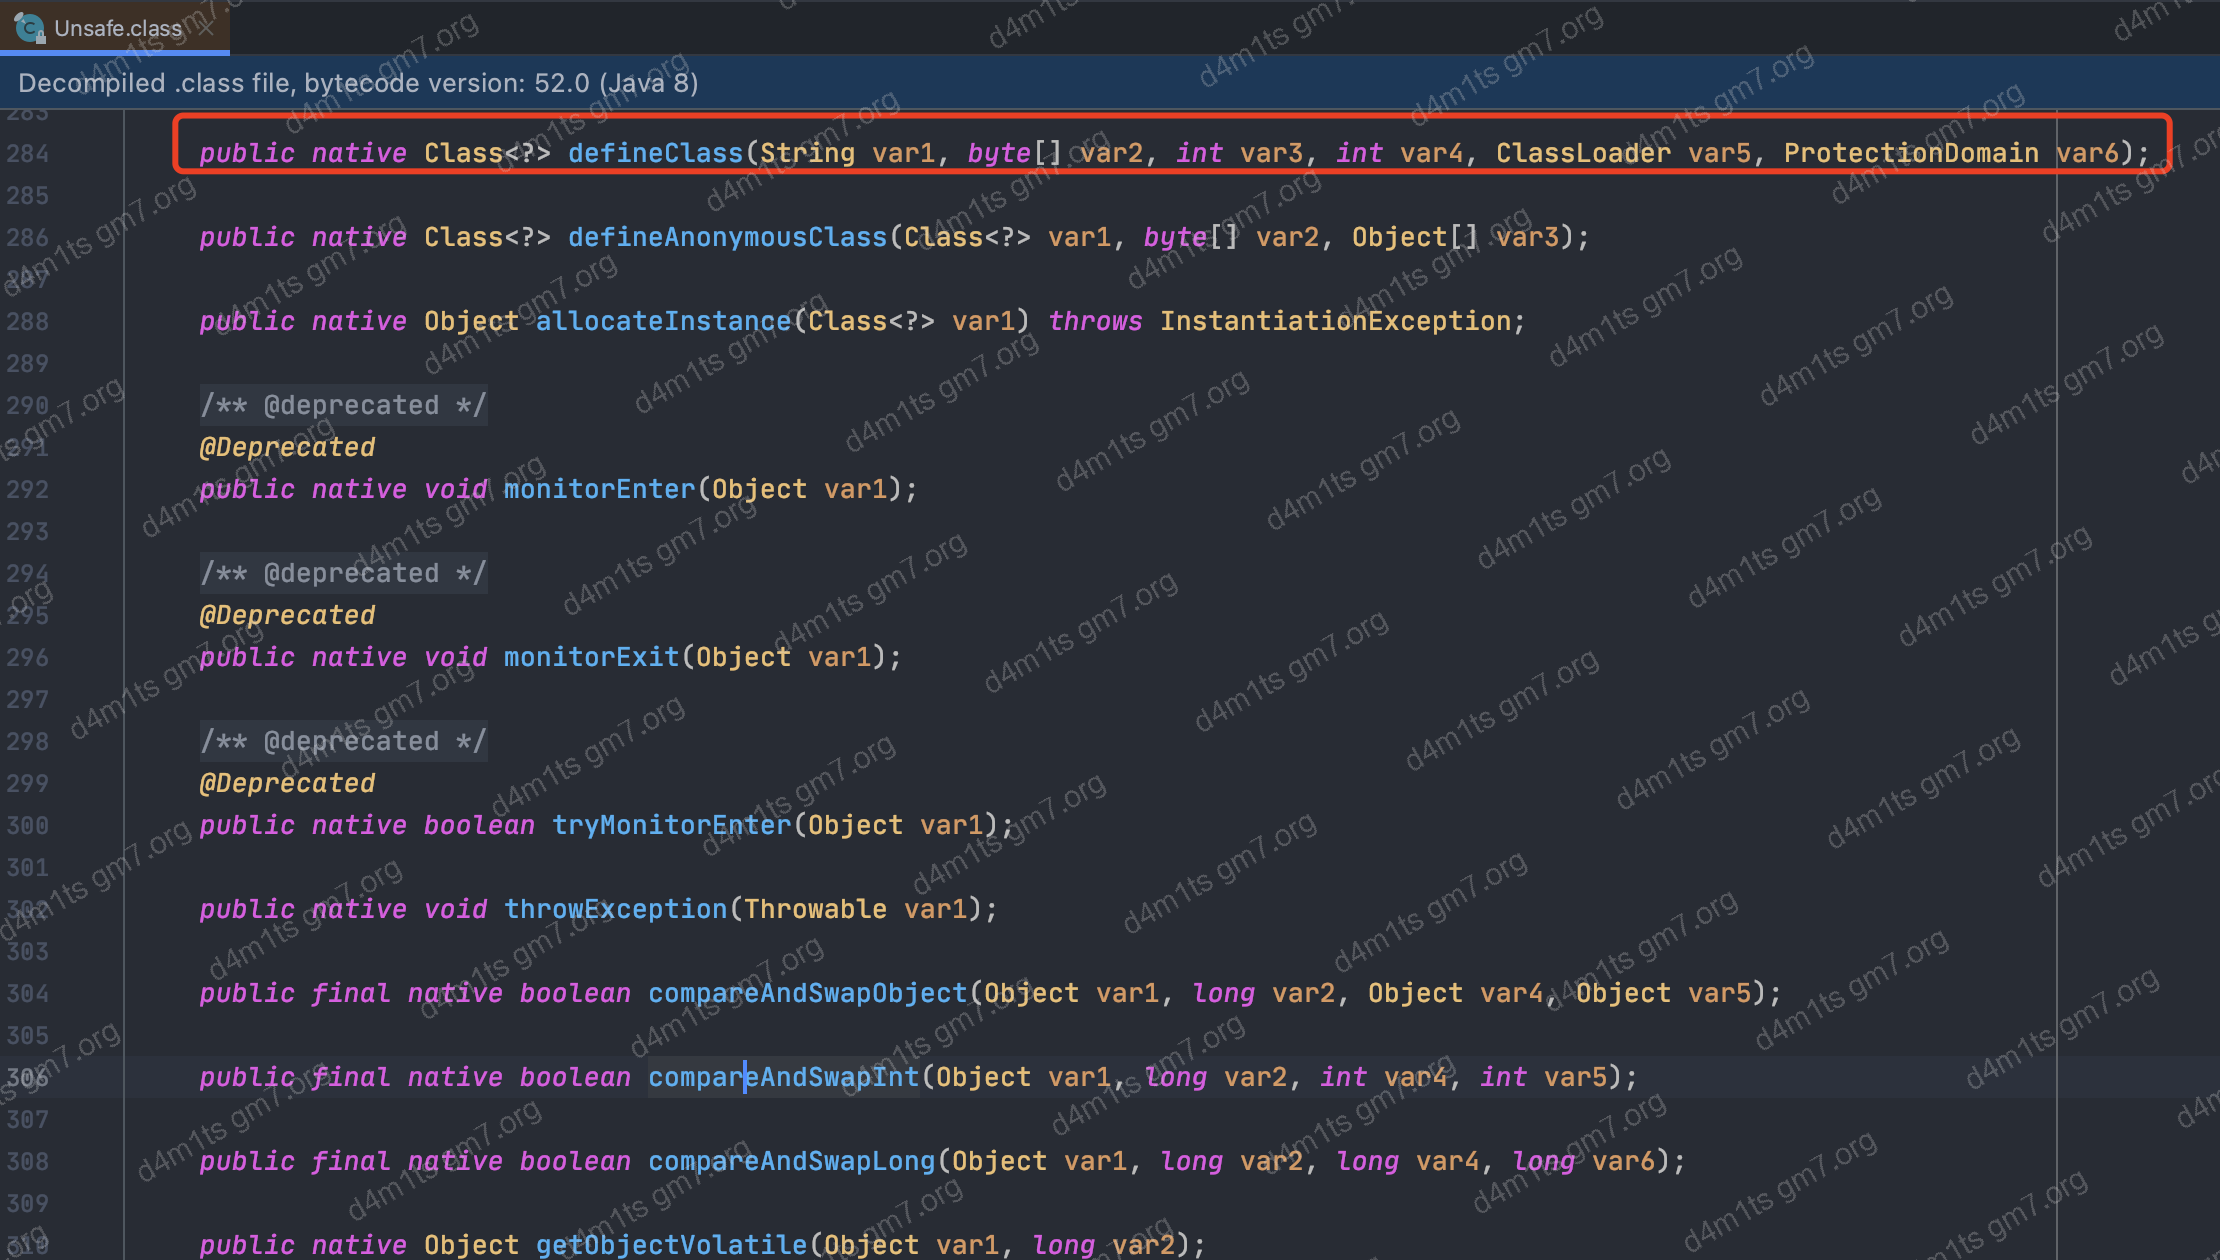 Unsafe.class
Decompiled .class file, bytecode version: 52.0 (Java 8)
283
284 public native Class<?> defineClass(String var1, byte[] var2, int var3, int var4, ClassLoader var5, ProtectionDomain var6);
285
286 public native Class<?> defineAnonymousClass(Class<?> var1, byte[] var2, Object[] var3);
287
288 public native Object allocateInstance(Class<?> var1) throws InstantiationException;
289
290 /** @deprecated */
291 @Deprecated
292 public native void monitorEnter(Object var1);
293
294 /** @deprecated */
295 @Deprecated
296 public native void monitorExit(Object var1);
297
298 /** @deprecated */
299 @Deprecated
300 public native boolean tryMonitorEnter(Object var1);
301
302 public native void throwException(Throwable var1);
303
304 public final native boolean compareAndSwapObject(Object var1, long var2, Object var4, Object var5);
305
306 public final native boolean compareAndSwapInt(Object var1, long var2, int var4, int var5);
307
308 public final native boolean compareAndSwapLong(Object var1, long var2, long var4, long var6);
309
310 public native Object getObjectVolatile(Object var1, long var2);
d4m1ts gm7.org